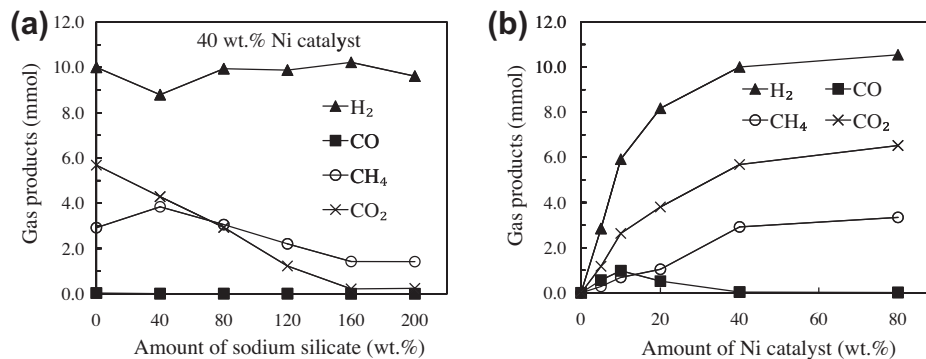 (a)
12.0
10.0
8.0
6.0
4.0
2.0
0.0
Gas products (mmol)
40 wt.% Ni catalyst
H₂
CO
CH₄
CO₂
0 40 80 120 160 200
Amount of sodium silicate (wt.%)
(b)
12.0
10.0
8.0
6.0
4.0
2.0
0.0
Gas products (mmol)
H₂ CO
CH₄ CO₂
0 20 40 60 80
Amount of Ni catalyst (wt.%)